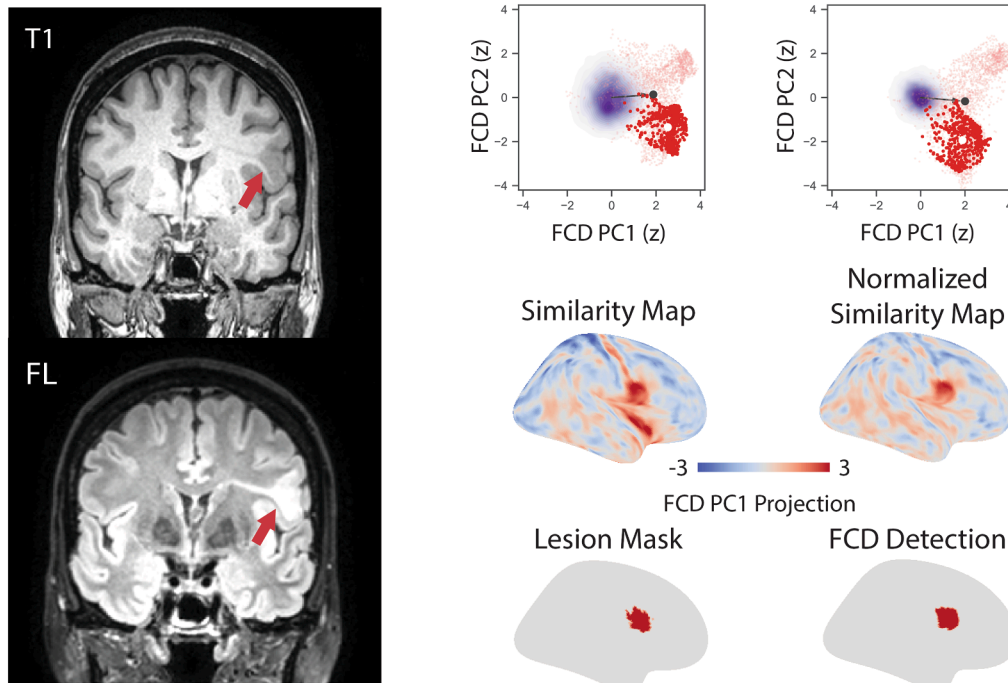 T1
FL
4
2
0
−2
−4
FCD PC2 (z)
−4 −2 0 2 4
FCD PC1 (z)
4
2
0
−2
−4
FCD PC2 (z)
−4 −2 0 2 4
FCD PC1 (z)
Similarity Map
Normalized
Similarity Map
-3 3
FCD PC1 Projection
Lesion Mask
FCD Detection